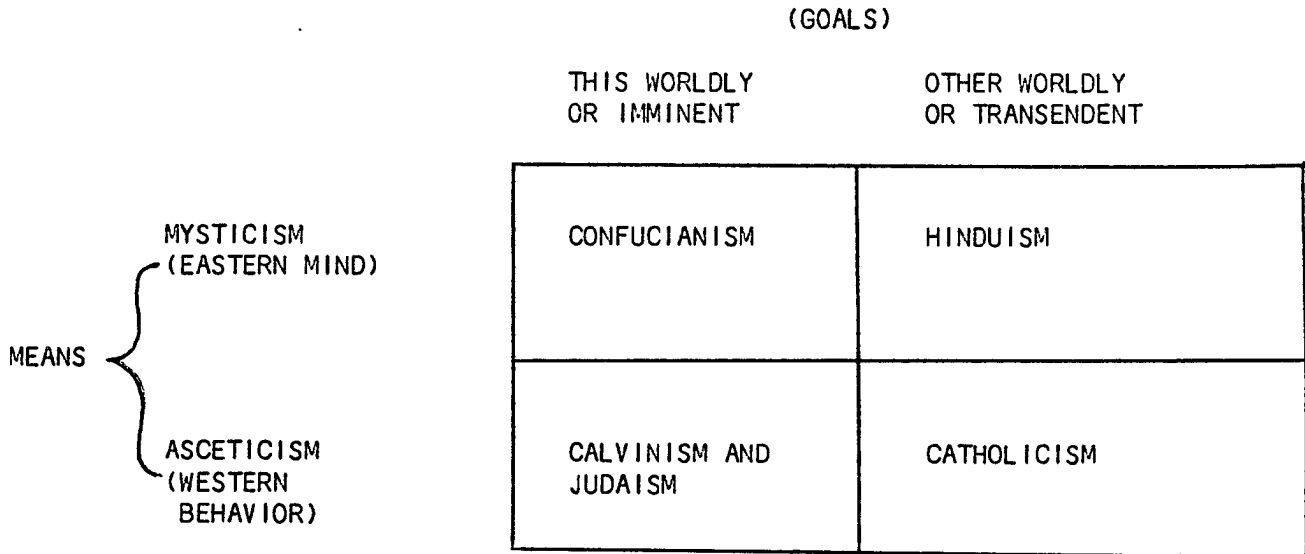 (GOALS)
THIS WORLDLY OR IMMINENT
OTHER WORLDLY OR TRANSENDENT
MYSTICISM
(EASTERN MIND)
CONFUCIANISM
HINDUISM
MEANS
ASCETICISM
(WESTERN
BEHAVIOR)
CALVINISM AND
JUDAISM
CATHOLICISM